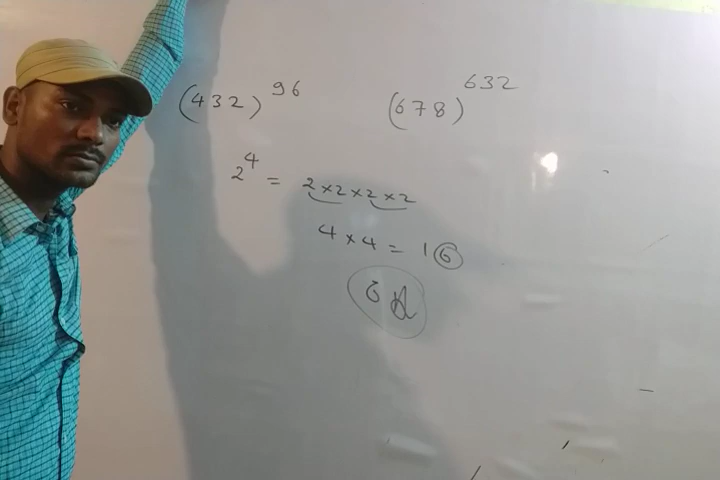 (432)^96 (678)^632
2^4 = 2×2×2×2
4×4 = 16
6